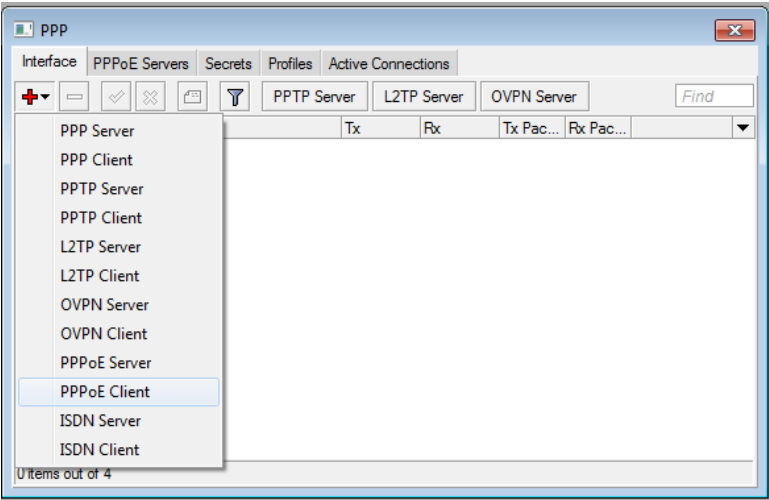 PPP
Interface PPPoE Servers Secrets Profiles Active Connections
PPTP Server L2TP Server OVPN Server Find
Tx Rx Tx Pac... Rx Pac...
PPP Server
PPP Client
PPTP Server
PPTP Client
L2TP Server
L2TP Client
OVPN Server
OVPN Client
PPPoE Server
PPPoE Client
ISDN Server
ISDN Client
0 items out of 4